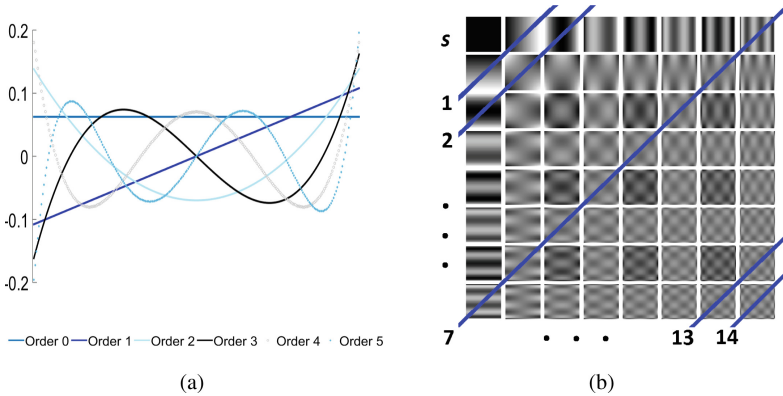 0.2
0.1
0
-0.1
-0.2
Order 0 Order 1 Order 2 Order 3 Order 4 Order 5
(a)
s
1
2
.
.
.
7 . . . 13 14
(b)